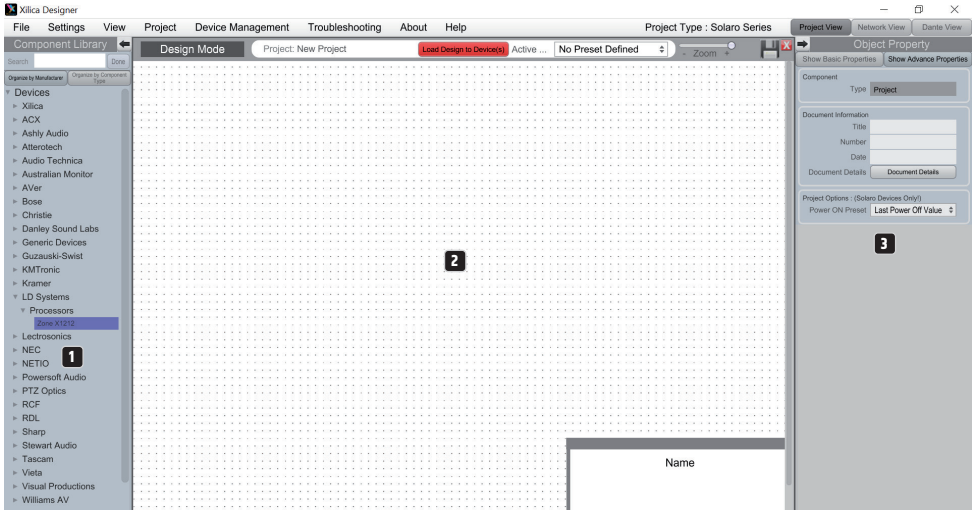 Xilica Designer
File Settings View Project Device Management Troubleshooting About Help Project Type : Solaro Series Project View Network View Dante View
Component Library
Search Done
Organize by Manufacturer Organize by Component Type
Devices
Xilica
ACX
Ashly Audio
Atterotech
Audio Technica
Australian Monitor
AVer
Bose
Christie
Danley Sound Labs
Generic Devices
Guzauski-Swist
KMTronic
Kramer
LD Systems
Processors
Zone X1212
Lectrosonics
NEC
NETIO
Powersoft Audio
PTZ Optics
RCF
RDL
Sharp
Stewart Audio
Tascam
Vieta
Visual Productions
Williams AV
1
Design Mode Project: New Project Load Design to Device(s) Active ... No Preset Defined - Zoom + X
2
Name
Object Property
Show Basic Properties Show Advance Properties
Component
Type Project
Document Information
Title
Number
Date
Document Details Document Details
Project Options : (Solaro Devices Only!)
Power ON Preset Last Power Off Value
3